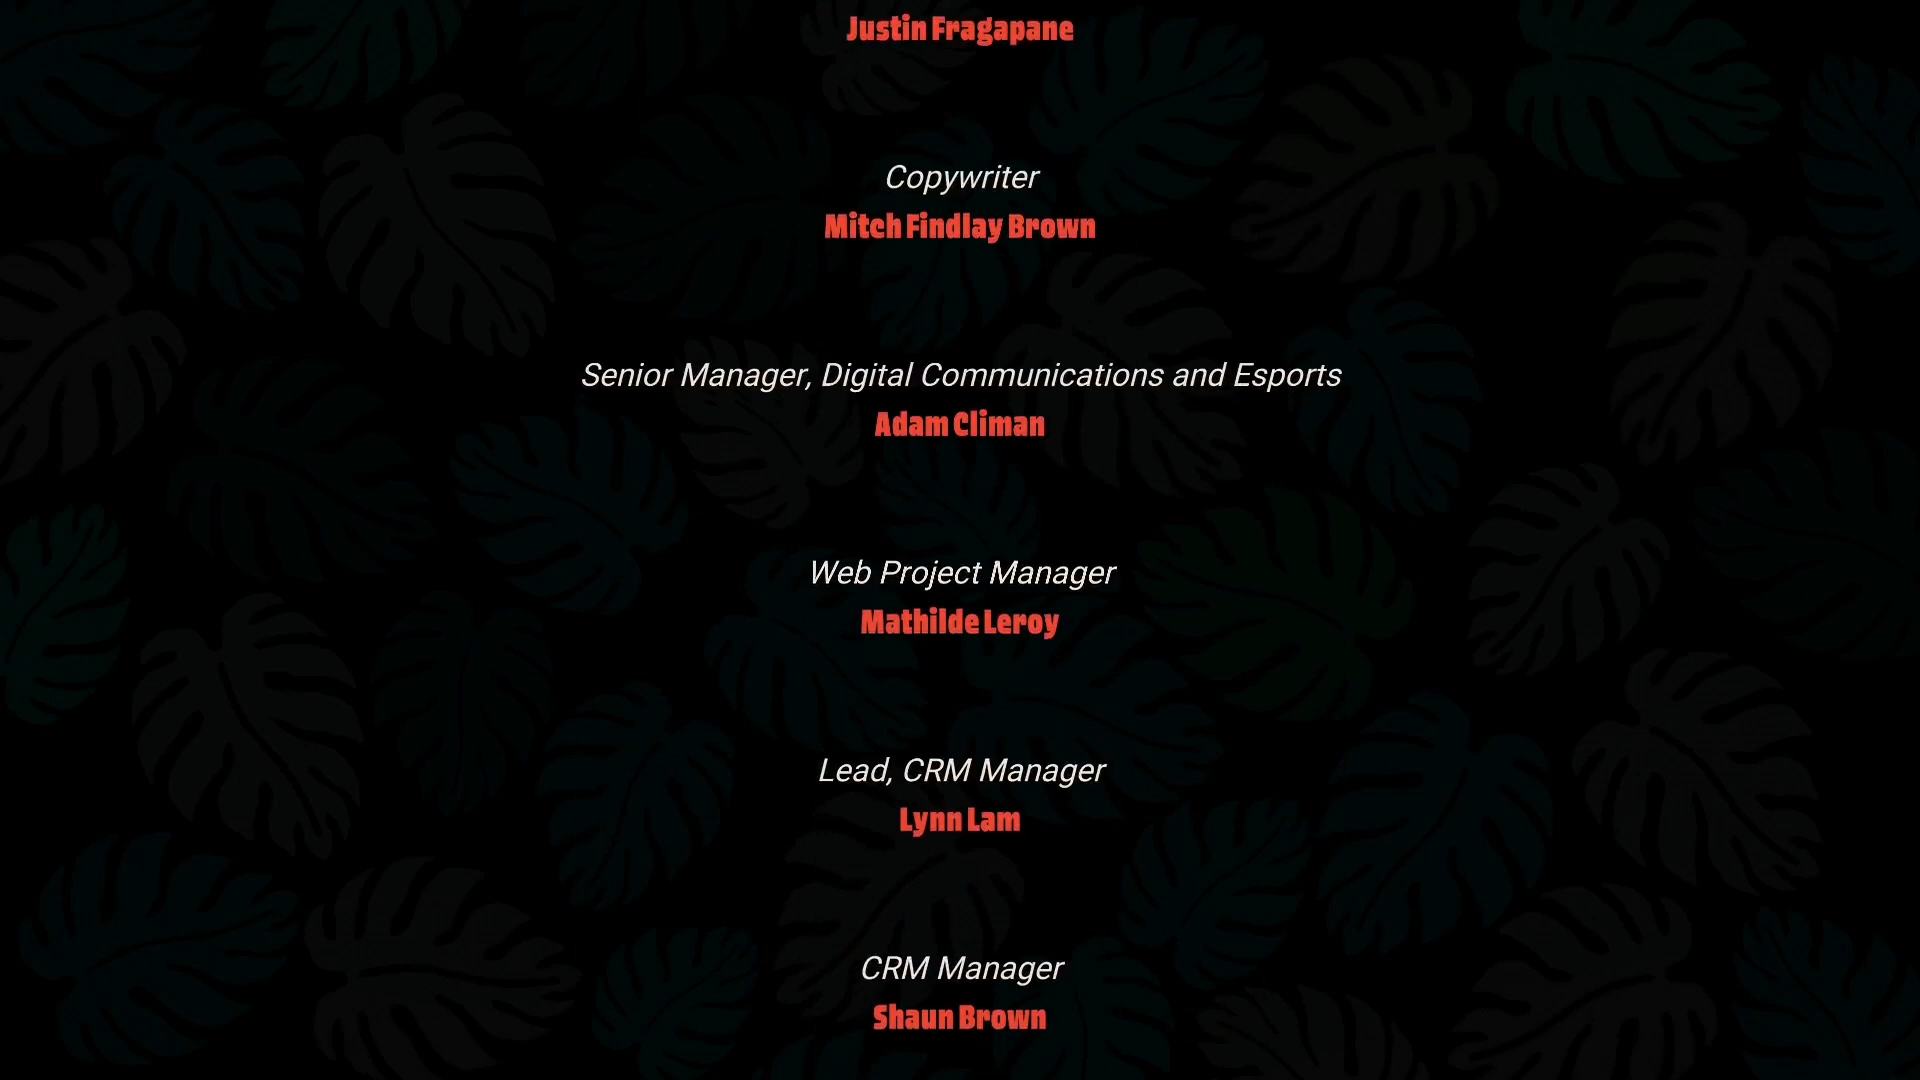 Justin Fragapane
Copywriter
Mitch Findlay Brown
Senior Manager, Digital Communications and Esports
Adam Climan
Web Project Manager
Mathilde Leroy
Lead, CRM Manager
Lynn Lam
CRM Manager
Shaun Brown